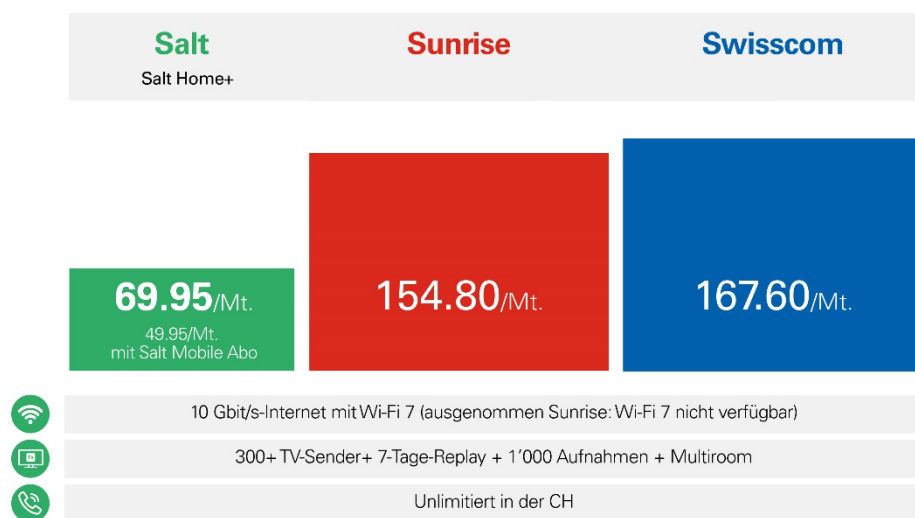 Salt
Salt Home+
Sunrise
Swisscom
69.95/Mt.
49.95/Mt.
mit Salt Mobile Abo
154.80/Mt.
167.60/Mt.
10 Gbit/s-Internet mit Wi-Fi 7 (ausgenommen Sunrise: Wi-Fi 7 nicht verfügbar)
300+ TV-Sender+ 7-Tage-Replay + 1’000 Aufnahmen + Multiroom
Unlimitiert in der CH